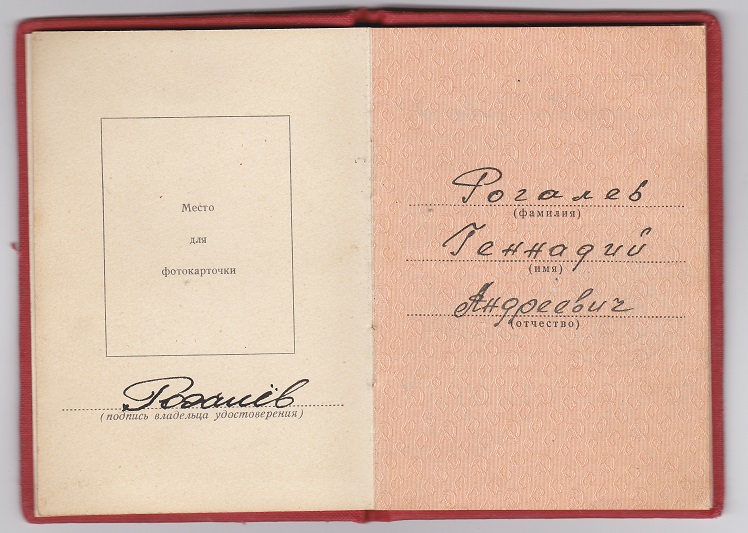 Место
для
фотокарточки
Рогалёв
(подпись владельца удостоверения)
Рогалев
(фамилия)
Геннадий
(имя)
Андреевич
(отчество)